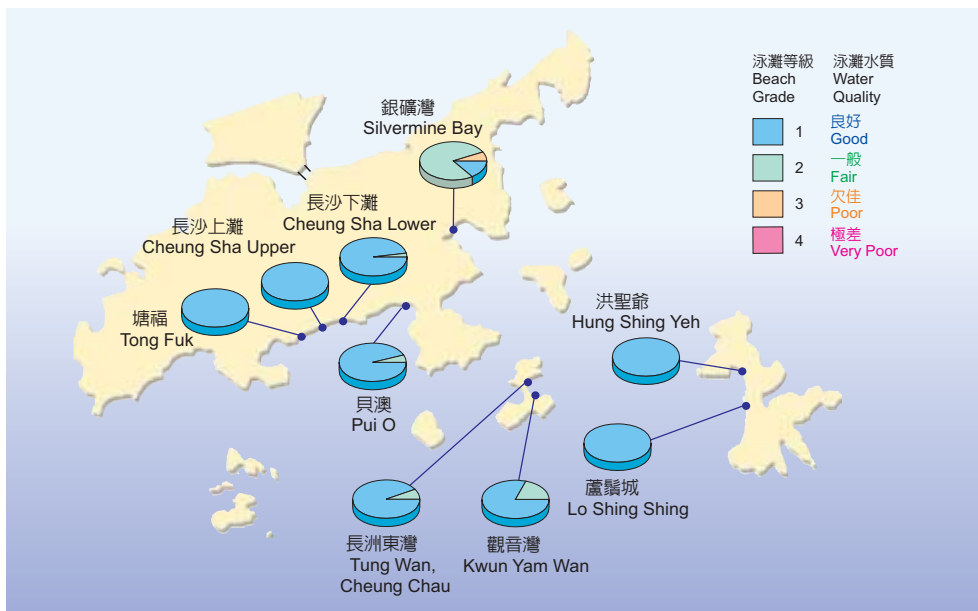 泳灘等級
Beach
Grade
泳灘水質
Water
Quality
1
良好
Good
2
一般
Fair
3
欠佳
Poor
4
極差
Very Poor
銀礦灣
Silvermine Bay
長沙下灘
Cheung Sha Lower
長沙上灘
Cheung Sha Upper
塘福
Tong Fuk
貝澳
Pui O
洪聖爺
Hung Shing Yeh
蘆鬚城
Lo Shing Shing
長洲東灣
Tung Wan,
Cheung Chau
觀音灣
Kwun Yam Wan